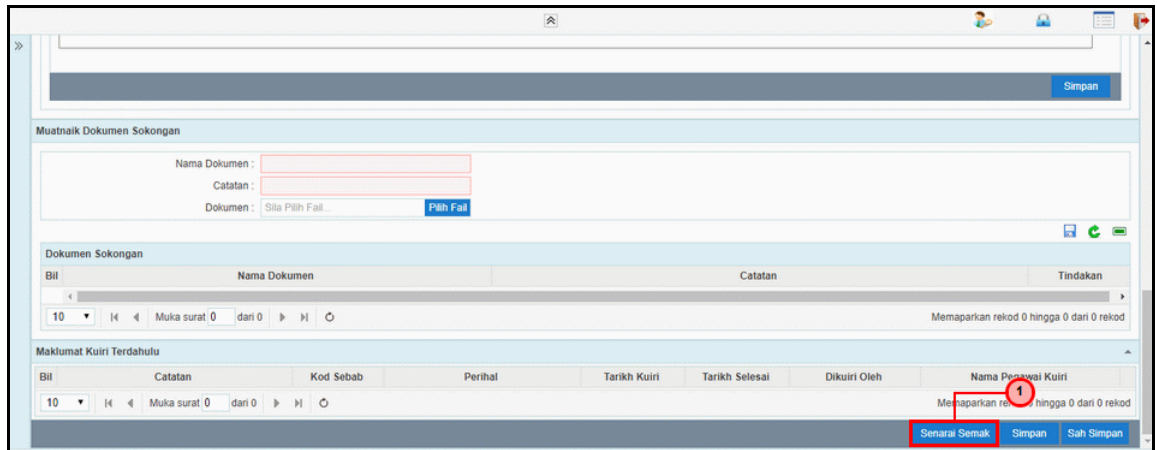 Simpan
Muatnaik Dokumen Sokongan
Nama Dokumen :
Catatan :
Dokumen : Sila Pilih Fail... Pilih Fail
Dokumen Sokongan
Bil Nama Dokumen Catatan Tindakan
10 Muka surat 0 dari 0 Memaparkan rekod 0 hingga 0 dari 0 rekod
Maklumat Kuiri Terdahulu
Bil Catatan Kod Sebab Perihal Tarikh Kuiri Tarikh Selesai Dikuiri Oleh Nama Pegawai Kuiri
1
10 Muka surat 0 dari 0 Memaparkan rekod 0 hingga 0 dari 0 rekod
Senarai Semak Simpan Sah Simpan